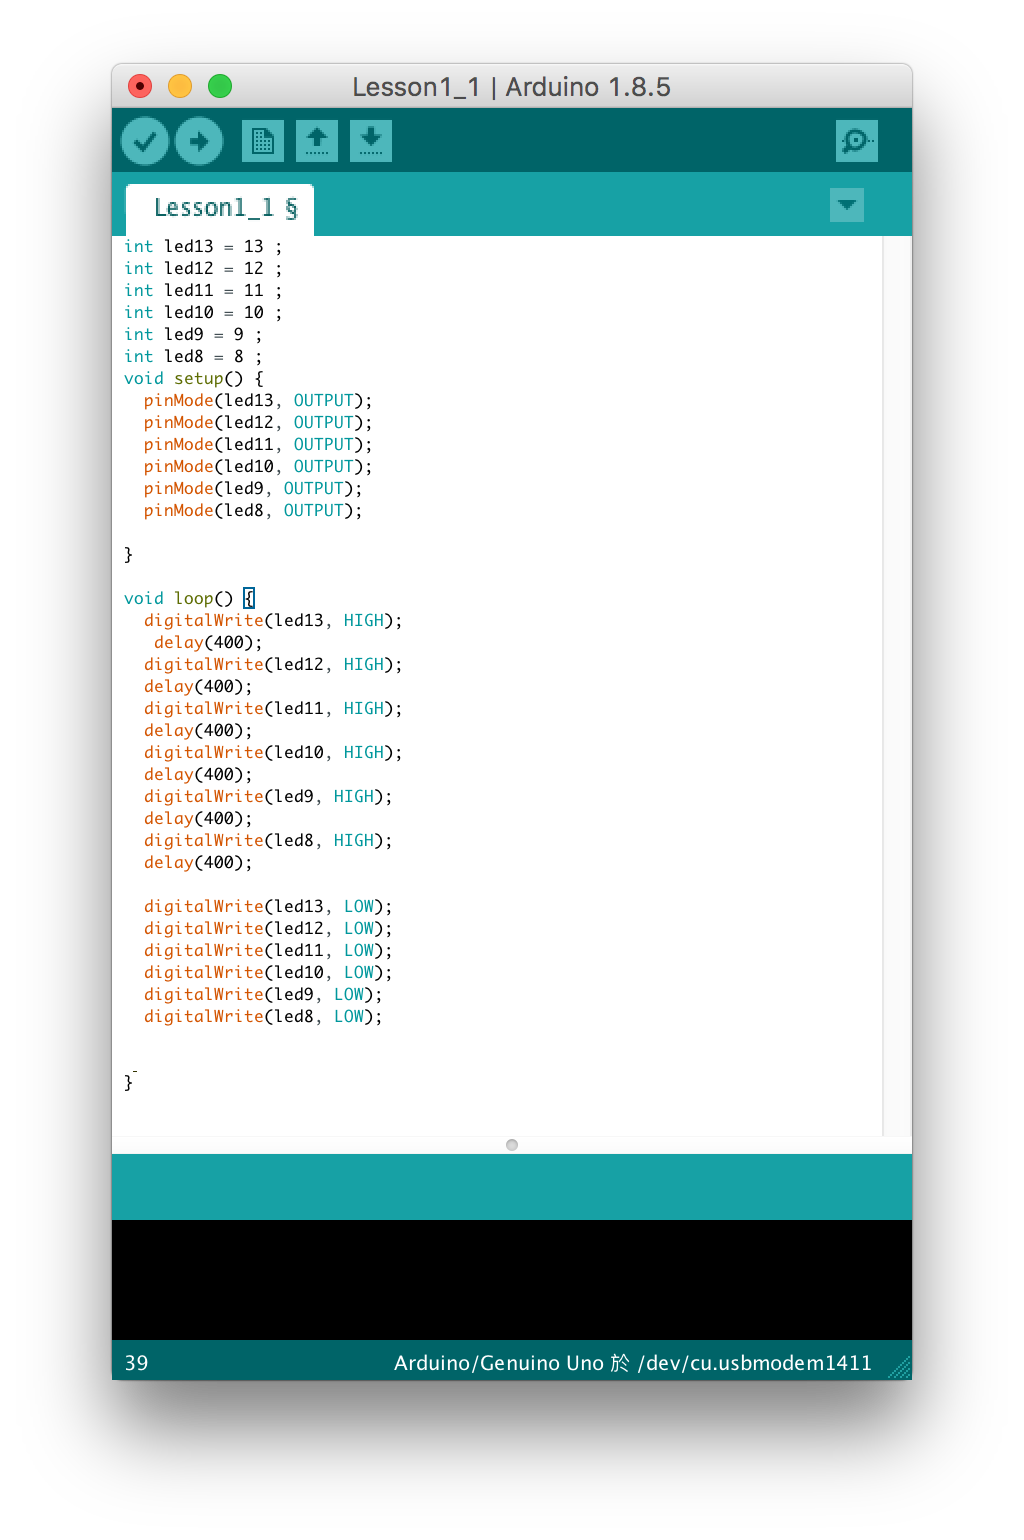 Lesson1_1 | Arduino 1.8.5
Lesson1_1 §
int led13 = 13 ;
int led12 = 12 ;
int led11 = 11 ;
int led10 = 10 ;
int led9 = 9 ;
int led8 = 8 ;
void setup() {
  pinMode(led13, OUTPUT);
  pinMode(led12, OUTPUT);
  pinMode(led11, OUTPUT);
  pinMode(led10, OUTPUT);
  pinMode(led9, OUTPUT);
  pinMode(led8, OUTPUT);

}

void loop() {
  digitalWrite(led13, HIGH);
   delay(400);
  digitalWrite(led12, HIGH);
  delay(400);
  digitalWrite(led11, HIGH);
  delay(400);
  digitalWrite(led10, HIGH);
  delay(400);
  digitalWrite(led9, HIGH);
  delay(400);
  digitalWrite(led8, HIGH);
  delay(400);

  digitalWrite(led13, LOW);
  digitalWrite(led12, LOW);
  digitalWrite(led11, LOW);
  digitalWrite(led10, LOW);
  digitalWrite(led9, LOW);
  digitalWrite(led8, LOW);

}
39
Arduino/Genuino Uno 於 /dev/cu.usbmodem1411